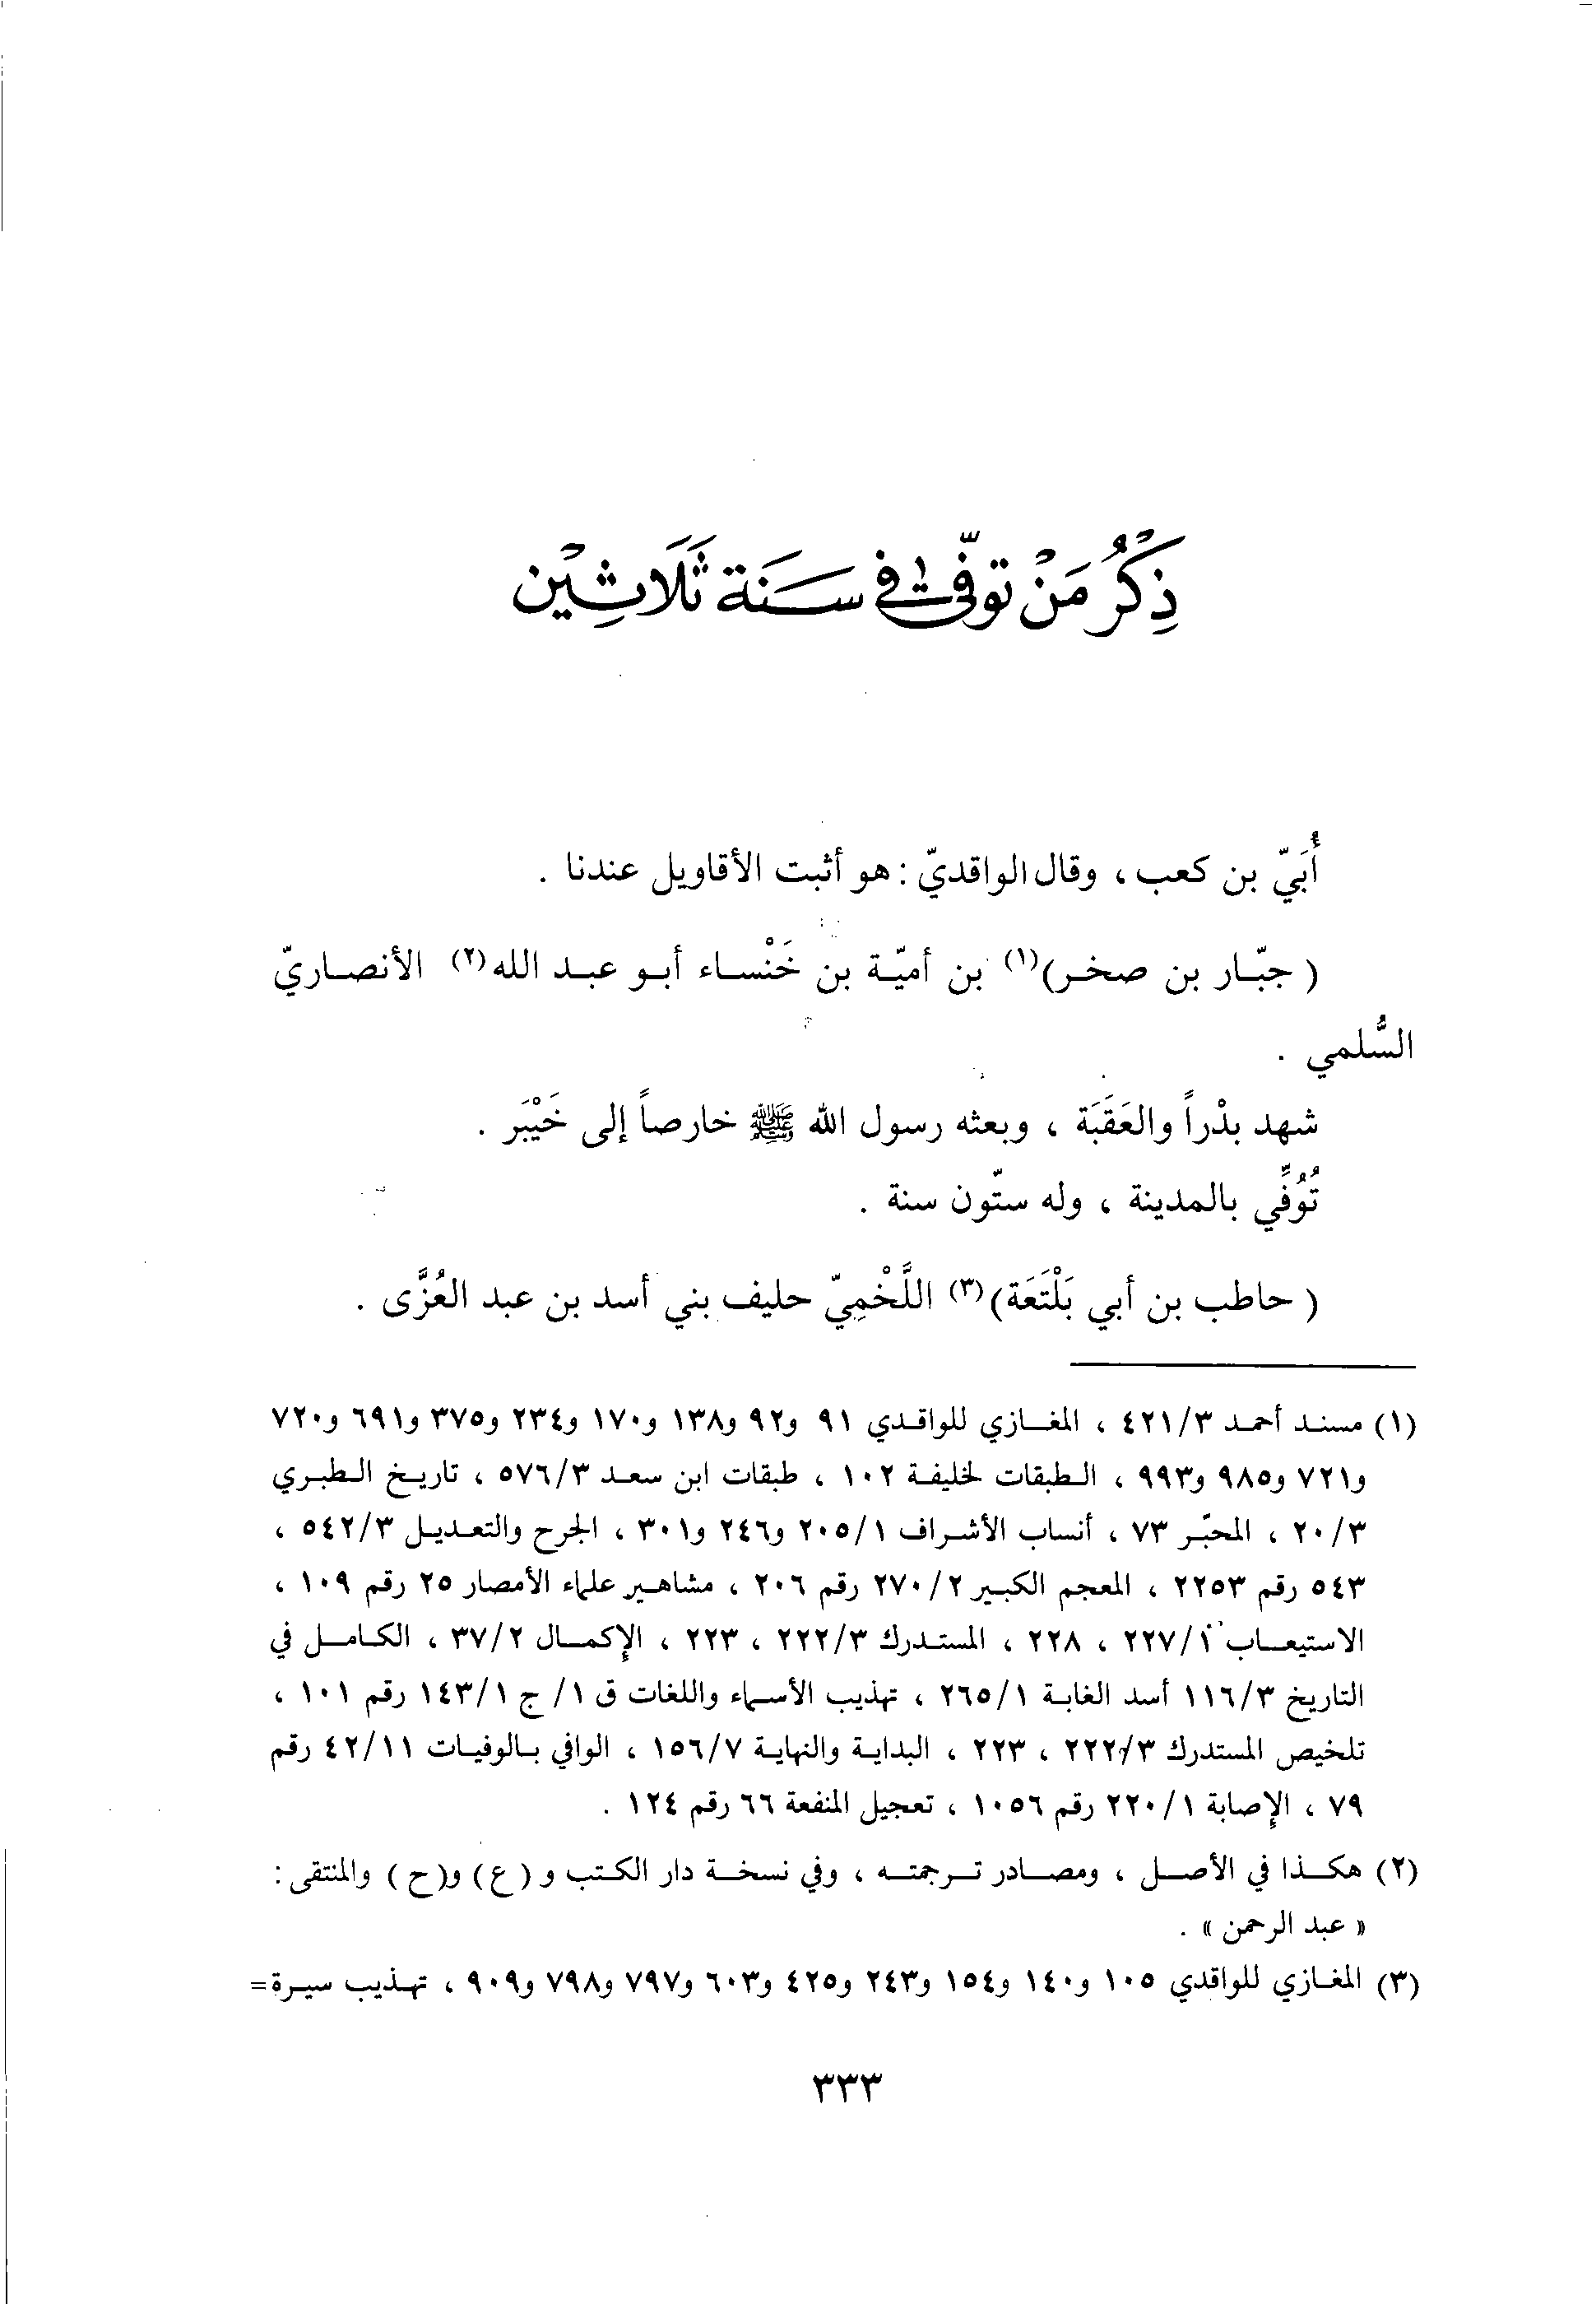 ذِكْرُ مَنْ توفّي في سَنَة ثَلَاثِيْن
أُبَيّ بن كعب ، وقال الواقديّ : هو أثبت الأقاويل عندنا .
( جبّار بن صخر)(١) بن أميّة بن خَنْساء أبو عبد الله(٢) الأنصاريّ
السُّلمي .
شهد بدْراً والعَقَبَة ، وبعثه رسول الله ﷺ خارصاً إلى خَيْبَر .
تُوُفِّي بالمدينة ، وله ستّون سنة .
( حاطب بن أبي بَلْتَعَة)(٣) اللَّخْمِيّ حليف بني أسد بن عبد العُزَّى .
(١) مسند أحمد ٤٢١/٣ ، المغازي للواقدي ٩١ و٩٢ و١٣٨ و١٧٠ و٢٣٤ و٣٧٥ و٦٩١ و٧٢٠
و٧٢١ و٩٨٥ و٩٩٣ ، الطبقات لخليفة ١٠٢ ، طبقات ابن سعد ٥٧٦/٣ ، تاريخ الطبري
٢٠/٣ ، المحبّر ٧٣ ، أنساب الأشراف ٢٠٥/١ و٢٤٦ و٣٠١ ، الجرح والتعديل ٥٤٢/٣ ،
٥٤٣ رقم ٢٢٥٣ ، المعجم الكبير ٢٧٠/٢ رقم ٢٠٦ ، مشاهير علماء الأمصار ٢٥ رقم ١٠٩ ،
الاستيعاب ٢٢٧/١ ، ٢٢٨ ، المستدرك ٢٢٢/٣ ، ٢٢٣ ، الإكمال ٣٧/٢ ، الكامل في
التاريخ ١١٦/٣ أسد الغابة ٢٦٥/١ ، تهذيب الأسماء واللغات ق ١/ ج ١٤٣/١ رقم ١٠١ ،
تلخيص المستدرك ٢٢٢/٣ ، ٢٢٣ ، البداية والنهاية ١٥٦/٧ ، الوافي بالوفيات ٤٢/١١ رقم
٧٩ ، الإصابة ٢٢٠/١ رقم ١٠٥٦ ، تعجيل المنفعة ٦٦ رقم ١٢٤ .
(٢) هكذا في الأصل ، ومصادر ترجمته ، وفي نسخة دار الكتب و ( ع ) و( ح ) والمنتقى :
« عبد الرحمن » .
(٣) المغازي للواقدي ١٠٥ و١٤٠ و١٥٤ و٢٤٣ و٤٢٥ و٦٠٣ و٧٩٧ و٧٩٨ و٩٠٩ ، تهذيب سيرة=
٣٣٣